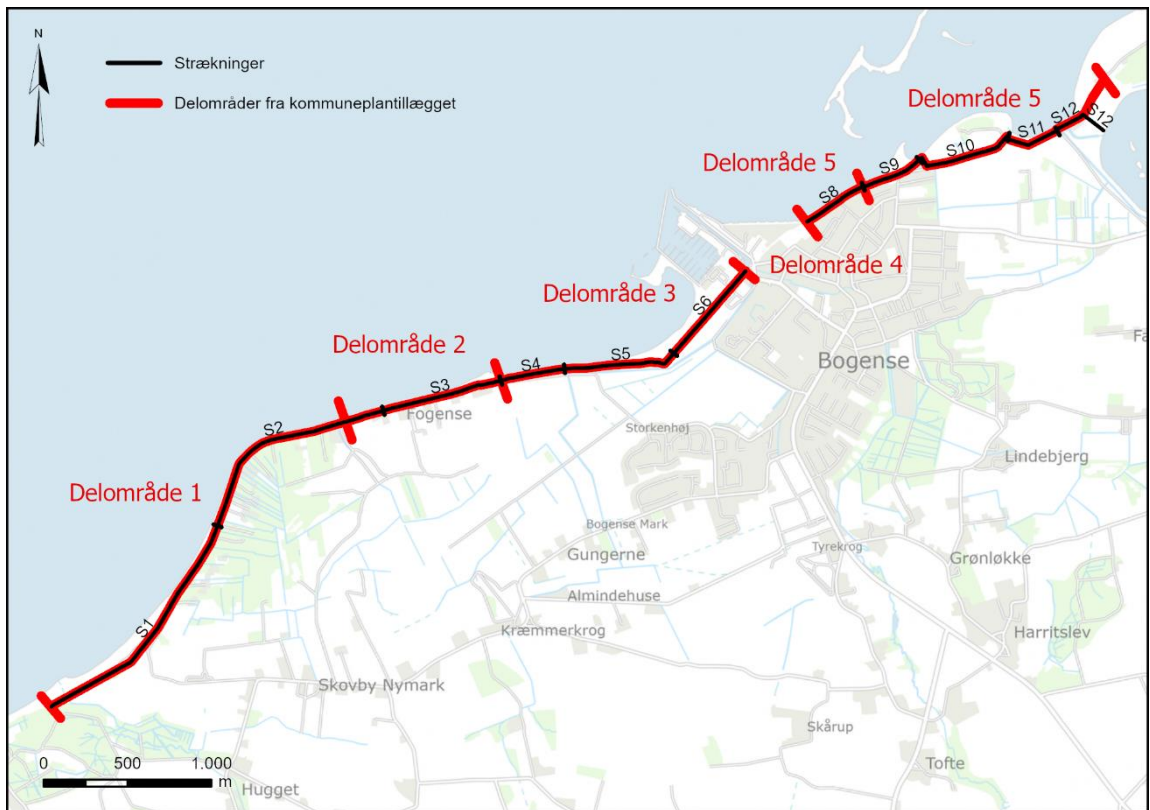 N
Strækninger
Delområder fra kommuneplantillægget
Delområde 5
S12
S12
S11
S10
Delområde 5
S9
S8
Delområde 4
Delområde 3
S6
Delområde 2
S4
S5
Bogense
S3
Fogense
Storkenhøj
S2
Lindebjerg
Delområde 1
Bogense Mark
Gungerne
Tyrekrog
Grønløkke
Almindehuse
S1
Kræmmerkrog
Harritslev
Skovby Nymark
Skårup
0 500 1.000
m
Hugget
Tofte